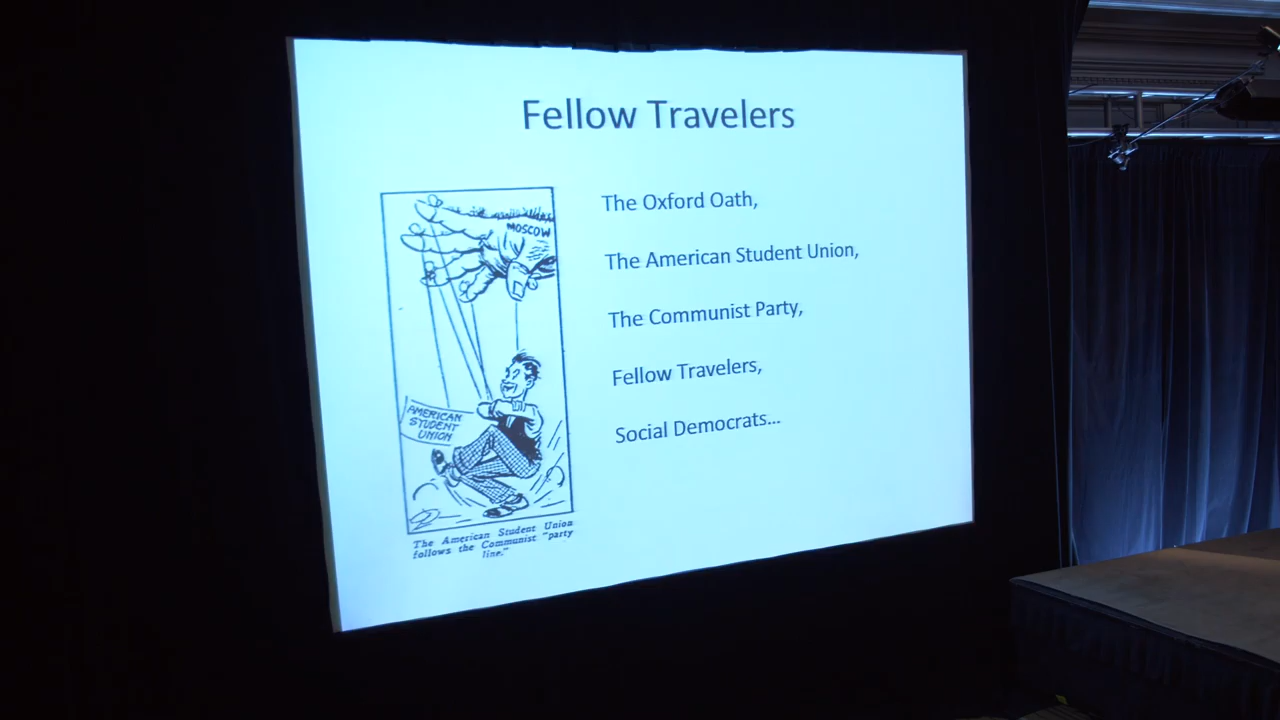 Fellow Travelers
MOSCOW
AMERICAN
STUDENT
UNION
The American Student Union
follows the Communist "party
line."
The Oxford Oath,
The American Student Union,
The Communist Party,
Fellow Travelers,
Social Democrats...